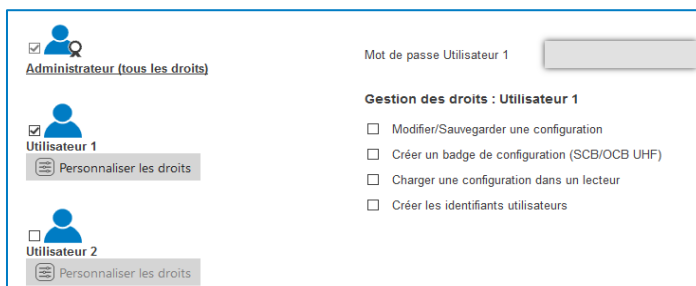 Administrateur (tous les droits)
Utilisateur 1
Personnaliser les droits
Utilisateur 2
Personnaliser les droits
Mot de passe Utilisateur 1
Gestion des droits : Utilisateur 1
Modifier/Sauvegarder une configuration
Créer un badge de configuration (SCB/OCB UHF)
Charger une configuration dans un lecteur
Créer les identifiants utilisateurs